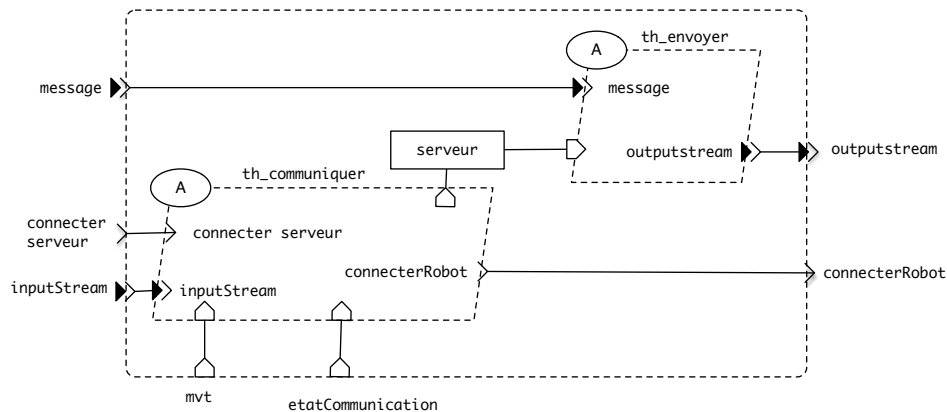 th_envoyer
A
message
message
serveur
outputstream
outputstream
th_communiquer
A
connecter
serveur
connecter serveur
connecterRobot
connecterRobot
inputStream
inputStream
mvt
etatCommunication